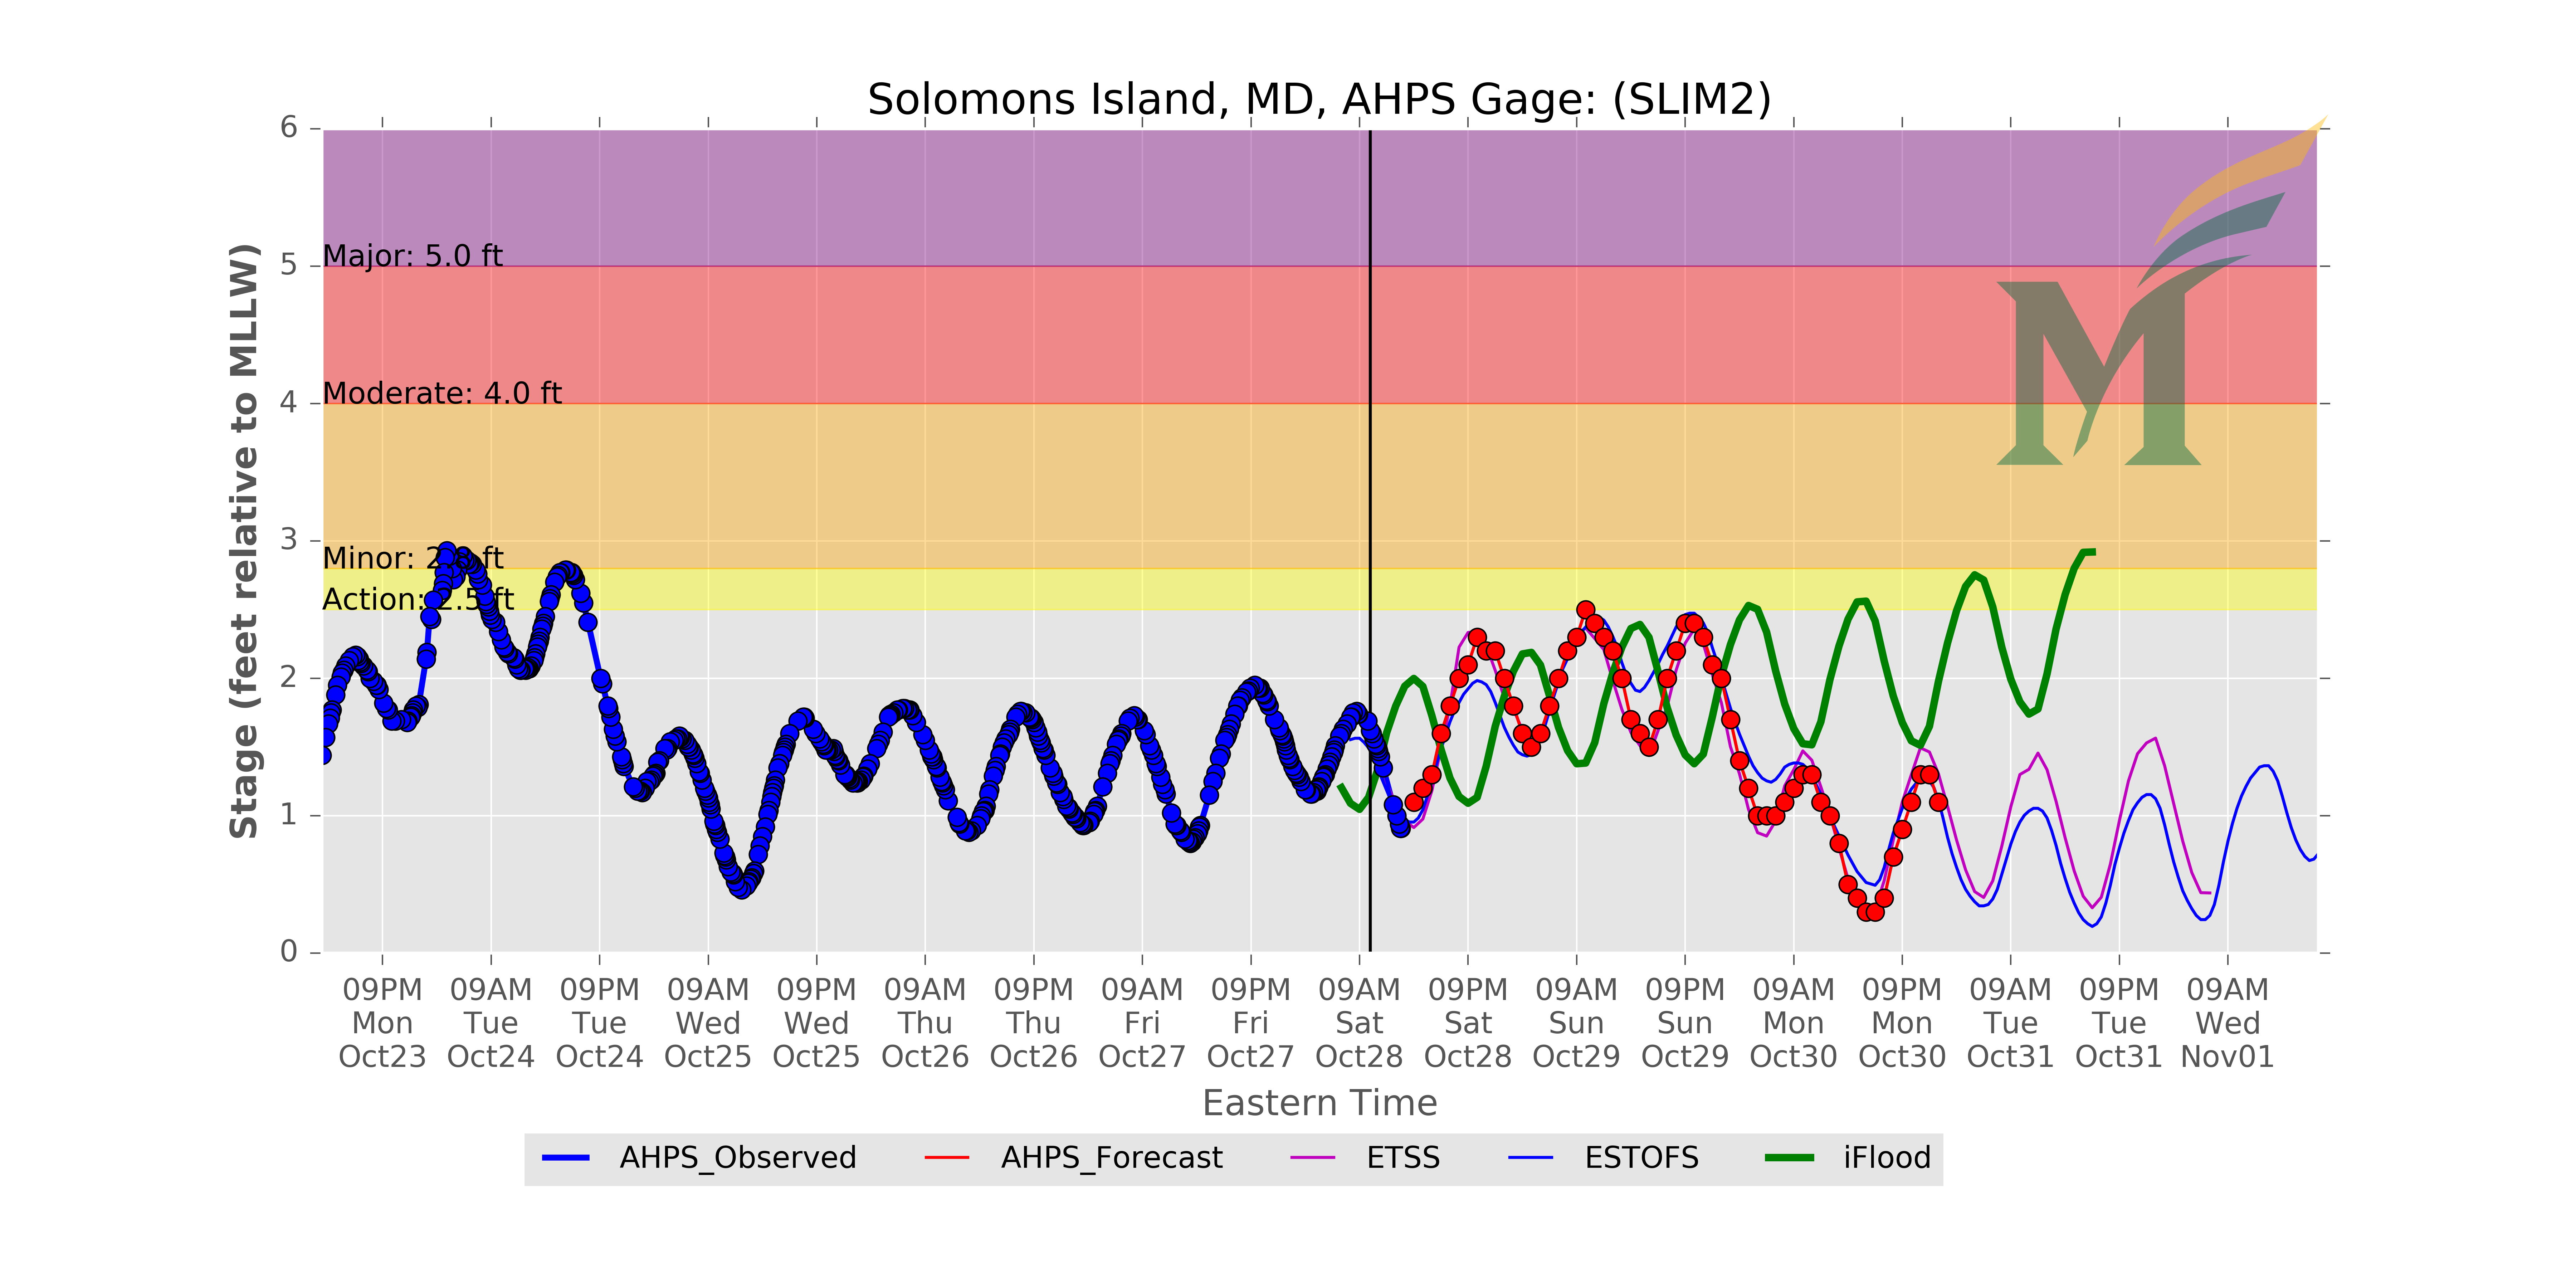 Solomons Island, MD, AHPS Gage: (SLIM2)
6
5
4
3
2
1
0
Stage (feet relative to MLLW)
Major: 5.0 ft
Moderate: 4.0 ft
Minor: 2. ft
Action: 2.5 ft
09PM 09AM 09PM 09AM 09PM 09AM 09PM 09AM 09PM 09AM 09PM 09AM 09PM 09AM 09PM 09AM 09PM 09AM
Mon Tue Tue Wed Wed Thu Thu Fri Fri Sat Sat Sun Sun Mon Mon Tue Tue Wed
Oct23 Oct24 Oct24 Oct25 Oct25 Oct26 Oct26 Oct27 Oct27 Oct28 Oct28 Oct29 Oct29 Oct30 Oct30 Oct31 Oct31 Nov01
Eastern Time
AHPS_Observed AHPS_Forecast ETSS ESTOFS iFlood